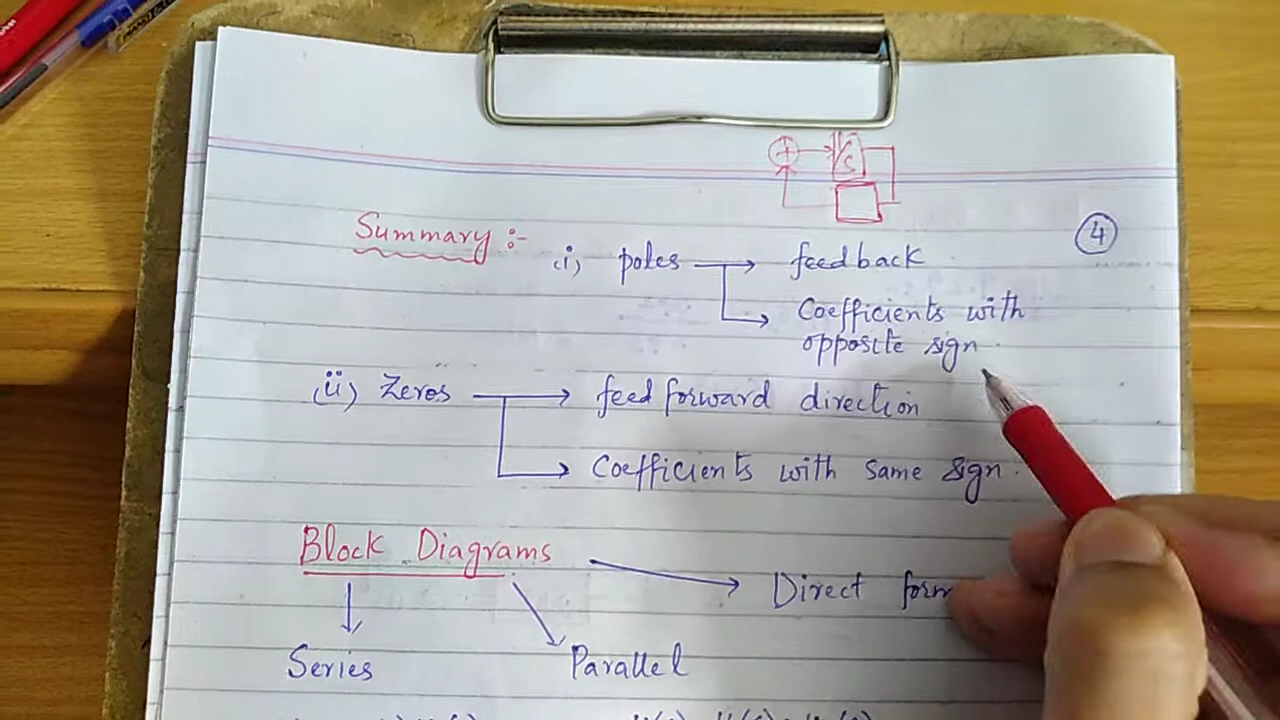 + 1/s
4
Summary :-
(i) poles → feedback
→ Coefficients with
opposite sign
(ii) Zeros → feed forward direction
→ Coefficients with same sign.
Block Diagrams → Direct form
Series
Parallel